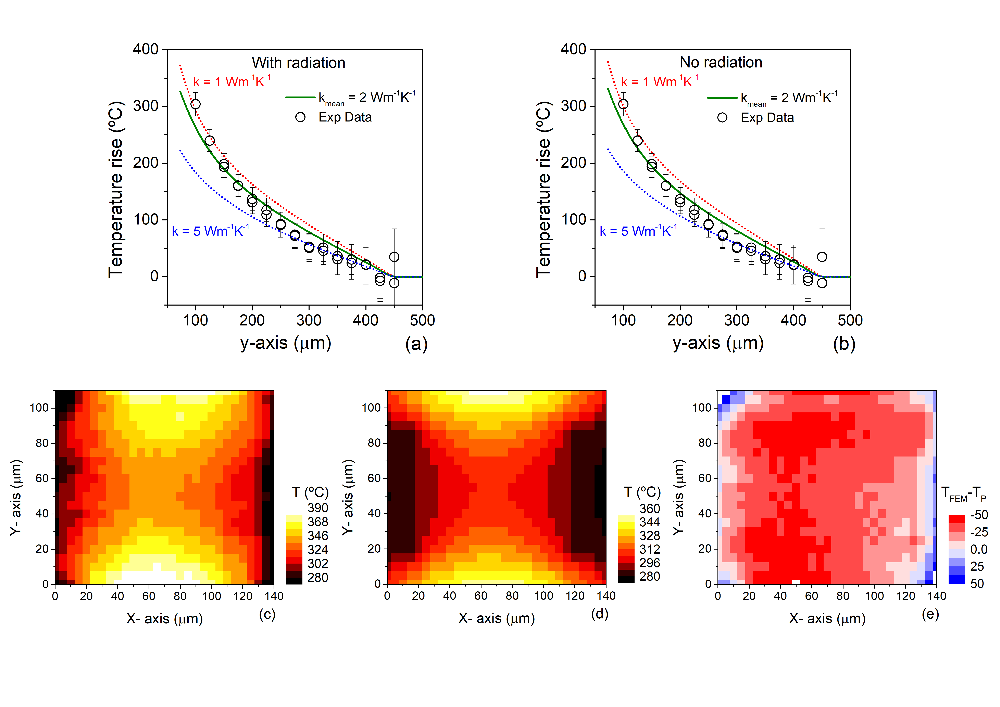 400
300
200
100
0
Temperature rise (ºC)
With radiation
k = 1 Wm⁻¹K⁻¹
kmean = 2 Wm⁻¹K⁻¹
Exp Data
k = 5 Wm⁻¹K⁻¹
100 200 300 400 500
y-axis (μm)
(a)
400
300
200
100
0
Temperature rise (ºC)
No radiation
k = 1 Wm⁻¹K⁻¹
kmean = 2 Wm⁻¹K⁻¹
Exp Data
k = 5 Wm⁻¹K⁻¹
100 200 300 400 500
y-axis (μm)
(b)
100
80
60
40
20
0
Y- axis (μm)
0 20 40 60 80 100 120 140
X- axis (μm)
(c)
T (ºC)
390
368
346
324
302
280
100
80
60
40
20
0
Y- axis (μm)
0 20 40 60 80 100 120 140
X- axis (μm)
(d)
T (ºC)
360
344
328
312
296
280
100
80
60
40
20
0
Y- axis (μm)
0 20 40 60 80 100 120 140
X- axis (μm)
(e)
TFEM-TP
-50
-25
0.0
25
50